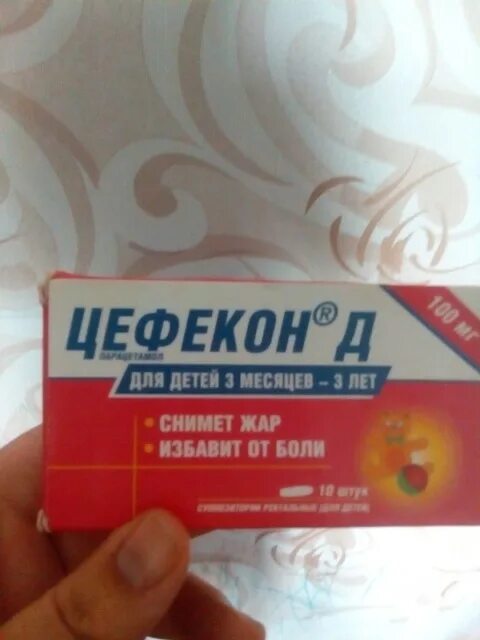 ЦЕФЕКОН® Д
100 мг
ПАРАЦЕТАМОЛ
ДЛЯ ДЕТЕЙ 3 МЕСЯЦЕВ – 3 ЛЕТ
• СНИМЕТ ЖАР
• ИЗБАВИТ ОТ БОЛИ
10 штук
СУППОЗИТОРИИ РЕКТАЛЬНЫЕ (ДЛЯ ДЕТЕЙ)